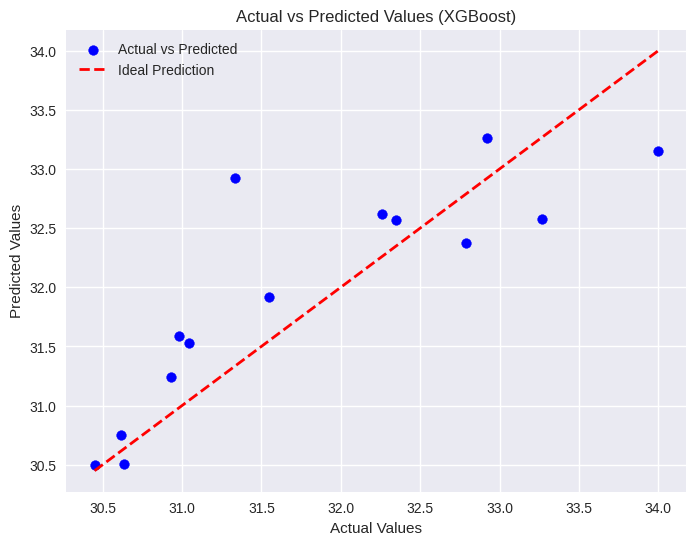 Actual vs Predicted Values (XGBoost)
Actual vs Predicted
Ideal Prediction
Predicted Values
34.0
33.5
33.0
32.5
32.0
31.5
31.0
30.5
30.5 31.0 31.5 32.0 32.5 33.0 33.5 34.0
Actual Values